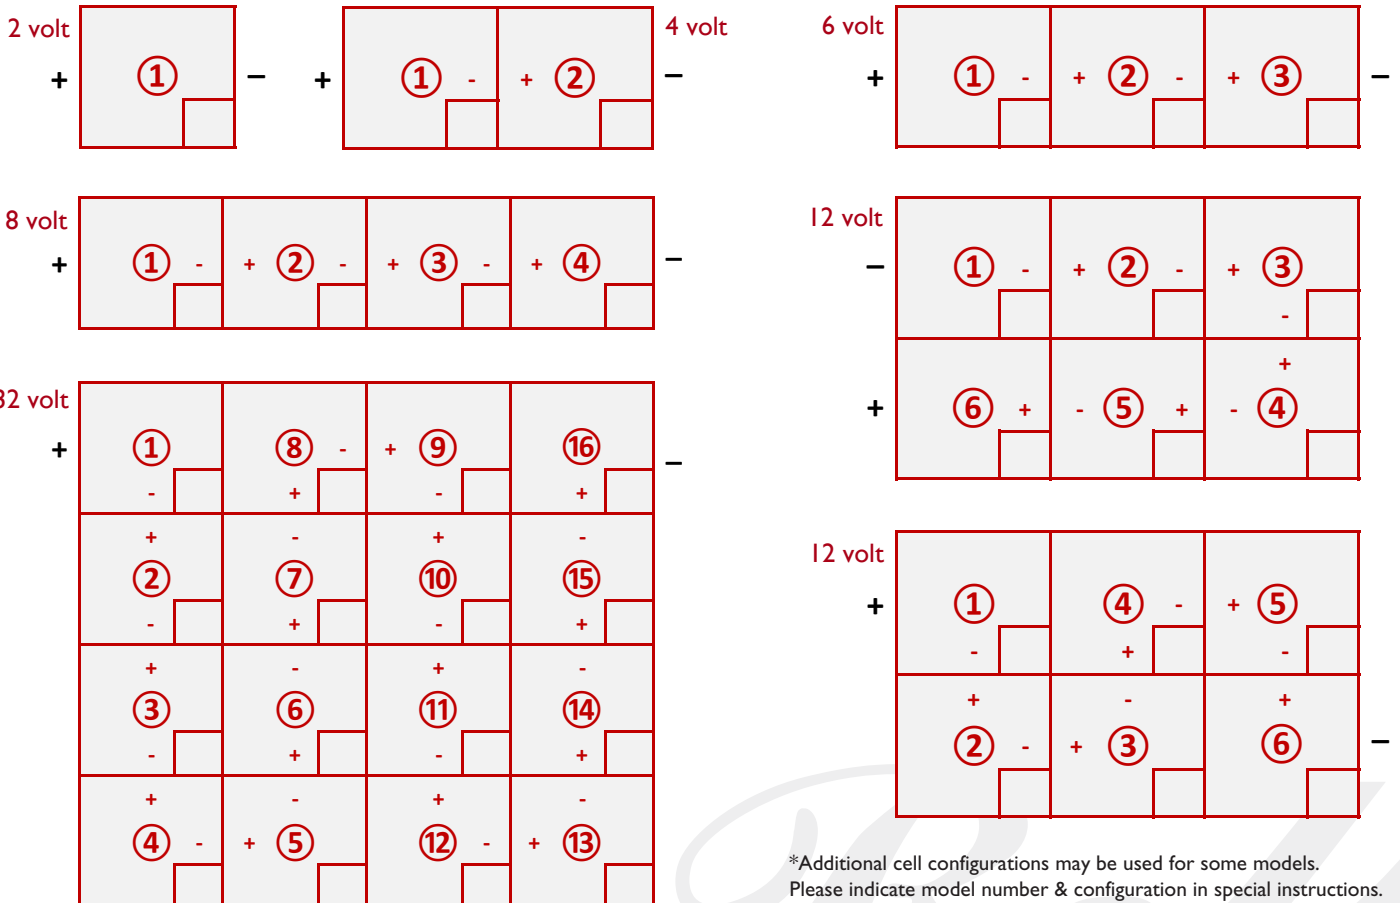 2 volt
+ 1 −
4 volt
+ 1 - + 2 −
6 volt
+ 1 - + 2 - + 3 −
8 volt
+ 1 - + 2 - + 3 - + 4 −
12 volt
− 1 - + 2 - + 3
-
+
+ 6 + - 5 + - 4
32 volt
+ 1 8 - + 9 16 −
- + - +
+ - + -
2 7 10 15
- + - +
+ - + -
3 6 11 14
- + - +
+ - + -
4 - + 5 12 - + 13
12 volt
+ 1 4 - + 5
- + -
+ - +
2 - + 3 6 −
*Additional cell configurations may be used for some models.
Please indicate model number & configuration in special instructions.